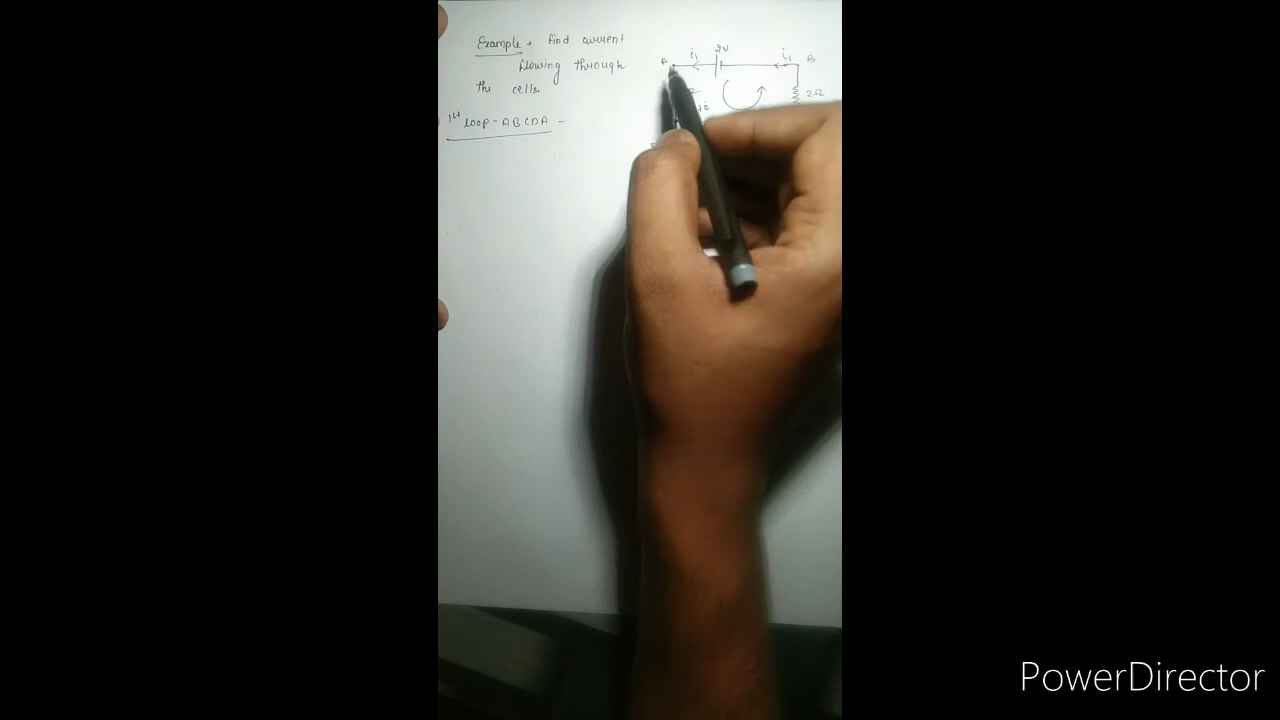 Example → find current
flowing through
the cells.
1st loop - ABCDA -
A i1 2V i1 B
2Ω
PowerDirector